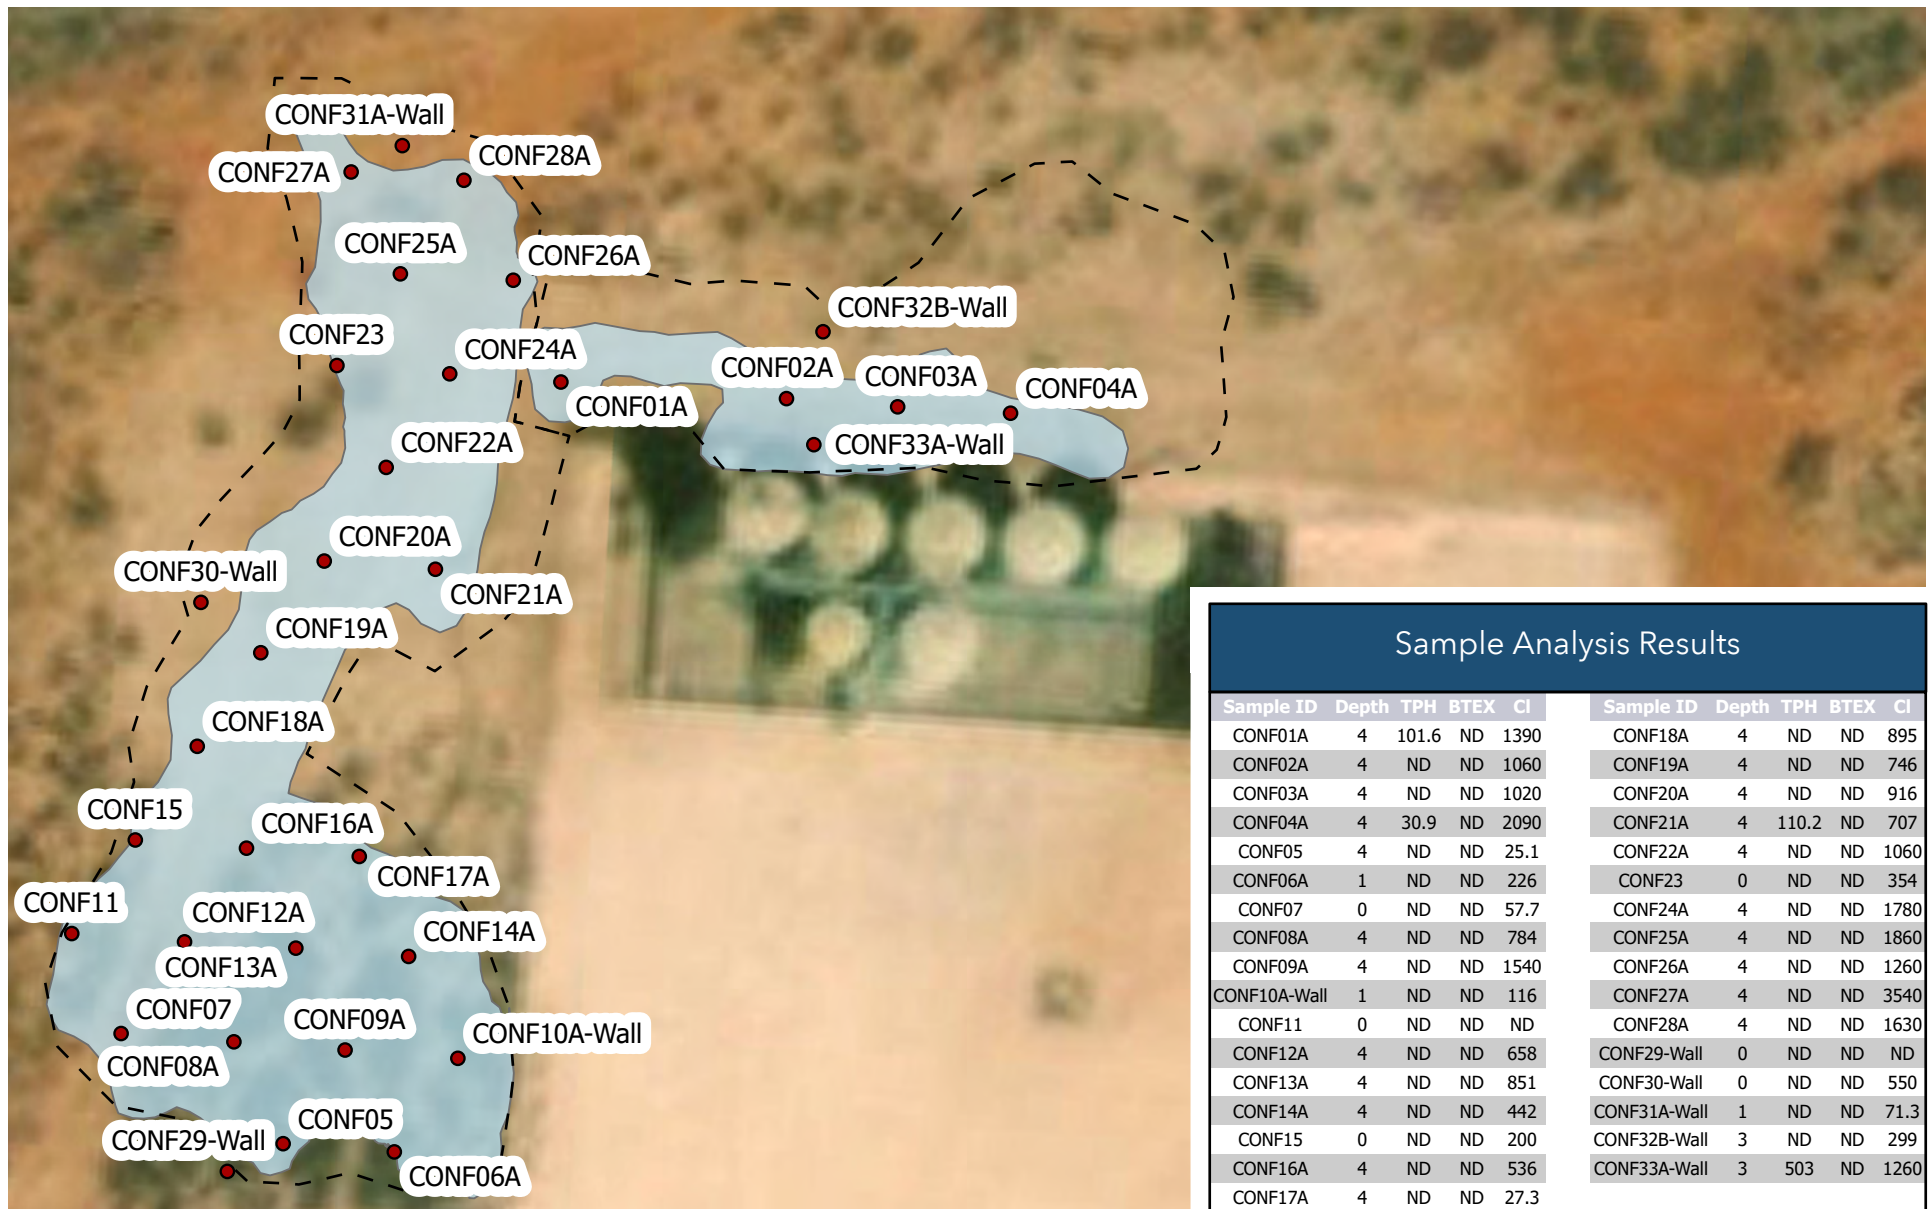 CONF31A-Wall
CONF28A
CONF27A
CONF25A
CONF26A
CONF32B-Wall
CONF23
CONF24A
CONF02A
CONF03A
CONF04A
CONF01A
CONF22A
CONF33A-Wall
CONF20A
CONF30-Wall
CONF21A
CONF19A
CONF18A
CONF15
CONF16A
CONF17A
CONF11
CONF12A
CONF14A
CONF13A
CONF07
CONF09A
CONF10A-Wall
CONF08A
CONF05
CONF29-Wall
CONF06A
Sample Analysis Results
Sample ID Depth TPH BTEX Cl
CONF01A 4 101.6 ND 1390
CONF02A 4 ND ND 1060
CONF03A 4 ND ND 1020
CONF04A 4 30.9 ND 2090
CONF05 4 ND ND 25.1
CONF06A 1 ND ND 226
CONF07 0 ND ND 57.7
CONF08A 4 ND ND 784
CONF09A 4 ND ND 1540
CONF10A-Wall 1 ND ND 116
CONF11 0 ND ND ND
CONF12A 4 ND ND 658
CONF13A 4 ND ND 851
CONF14A 4 ND ND 442
CONF15 0 ND ND 200
CONF16A 4 ND ND 536
CONF17A 4 ND ND 27.3
Sample ID Depth TPH BTEX Cl
CONF18A 4 ND ND 895
CONF19A 4 ND ND 746
CONF20A 4 ND ND 916
CONF21A 4 110.2 ND 707
CONF22A 4 ND ND 1060
CONF23 0 ND ND 354
CONF24A 4 ND ND 1780
CONF25A 4 ND ND 1860
CONF26A 4 ND ND 1260
CONF27A 4 ND ND 3540
CONF28A 4 ND ND 1630
CONF29-Wall 0 ND ND ND
CONF30-Wall 0 ND ND 550
CONF31A-Wall 1 ND ND 71.3
CONF32B-Wall 3 ND ND 299
CONF33A-Wall 3 503 ND 1260